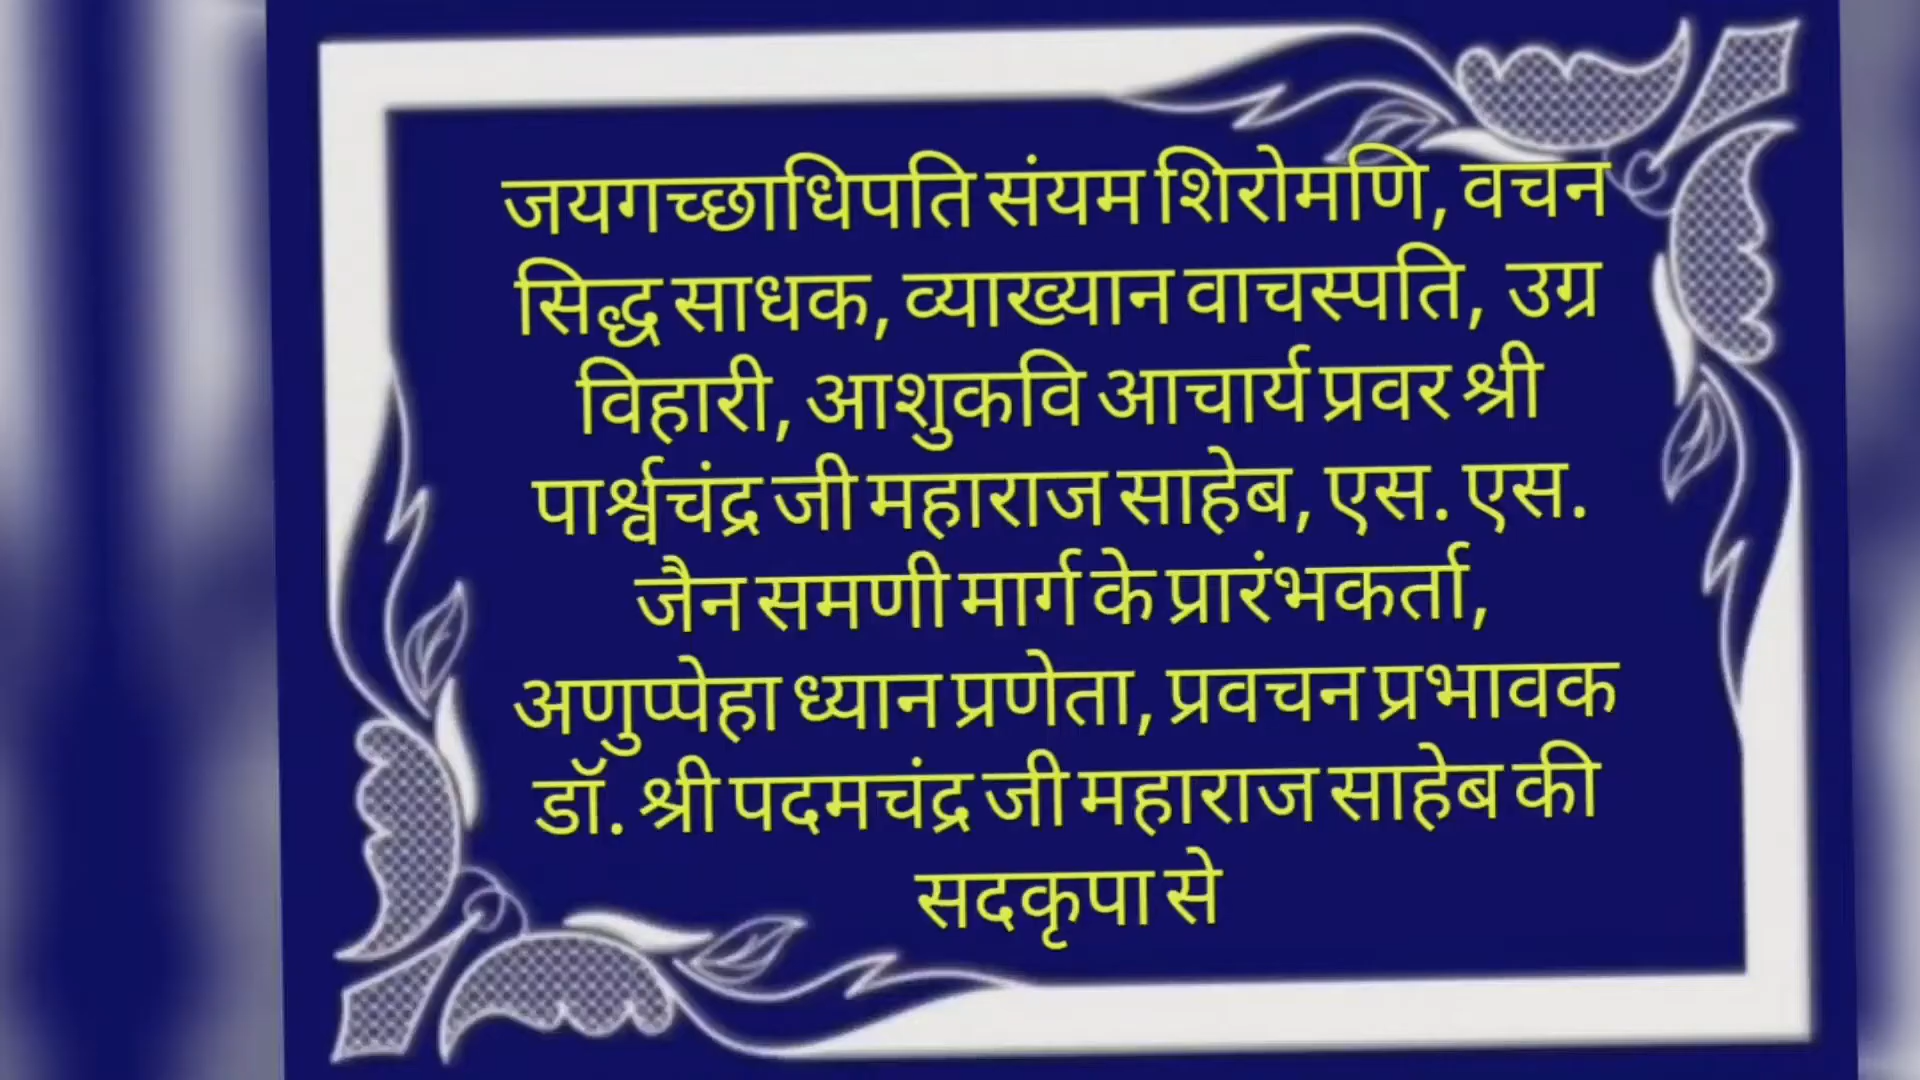 जयगच्छाधिपति संयम शिरोमणि, वचन
सिद्ध साधक, व्याख्यान वाचस्पति, उग्र
विहारी, आशुकवि आचार्य प्रवर श्री
पार्श्वचंद्र जी महाराज साहेब, एस. एस.
जैन समणी मार्ग के प्रारंभकर्ता,
अणुप्पेहा ध्यान प्रणेता, प्रवचन प्रभावक
डॉ. श्री पदमचंद्र जी महाराज साहेब की
सदकृपा से